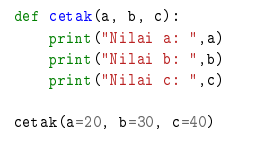 def cetak(a, b, c):
    print("Nilai a: ",a)
    print("Nilai b: ",b)
    print("Nilai c: ",c)

cetak(a=20, b=30, c=40)